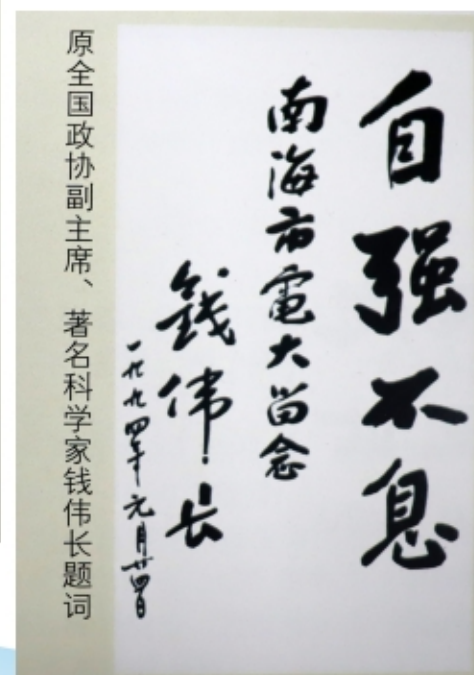 自强不息
南海市電大留念
錢伟长
一九九四年元月廿四日
原全国政协副主席、著名科学家钱伟长题词